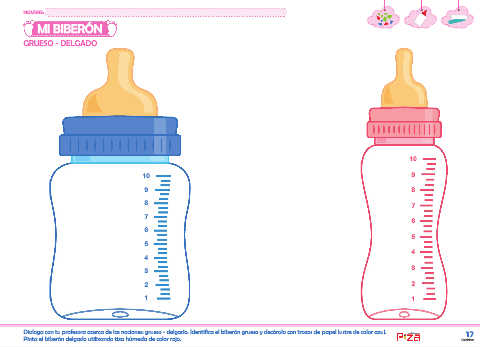 NOMBRE:
MI BIBERÓN
GRUESO - DELGADO
10 10
9 9
8 8
7 7
6 6
5 5
4 4
3 3
2 2
1 1
Dialoga con tu profesora acerca de las nociones: grueso - delgado. Identifica el biberón grueso y decóralo con trozos de papel lustre de color azul.
Pinta el biberón delgado utilizando tiza húmeda de color rojo.
17